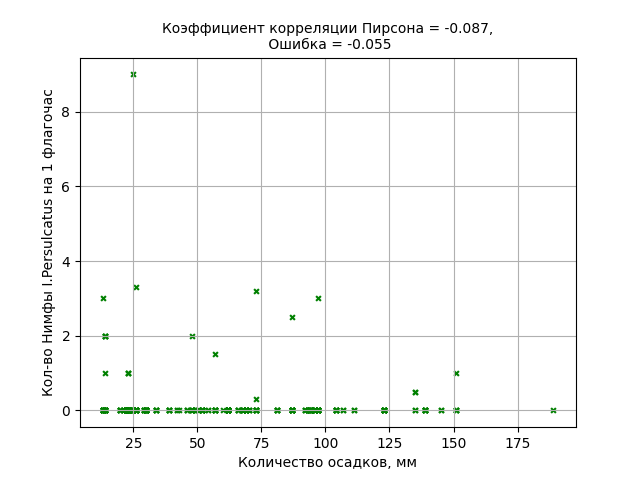 Коэффициент корреляции Пирсона = -0.087,
Ошибка = -0.055
Кол-во Нимфы I.Persulcatus на 1 флагочас
8
6
4
2
0
25 50 75 100 125 150 175
Количество осадков, мм